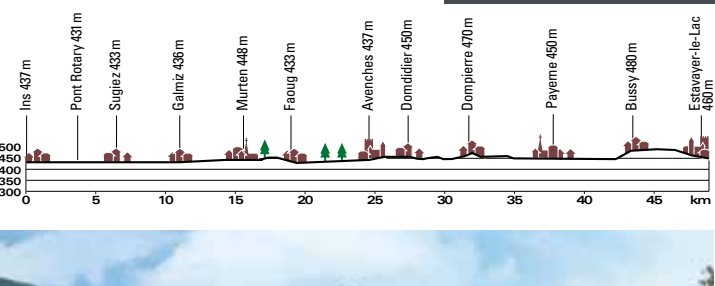 Ins 437 m
Pont Rotary 431 m
Sugiez 433 m
Galmiz 436 m
Murten 448 m
Faoug 433 m
Avenches 437 m
Domdidier 450m
Dompierre 470 m
Payerne 450 m
Bussy 480 m
Estavayer-le-Lac
460 m
500
450
400
350
300
0 5 10 15 20 25 30 35 40 45 km